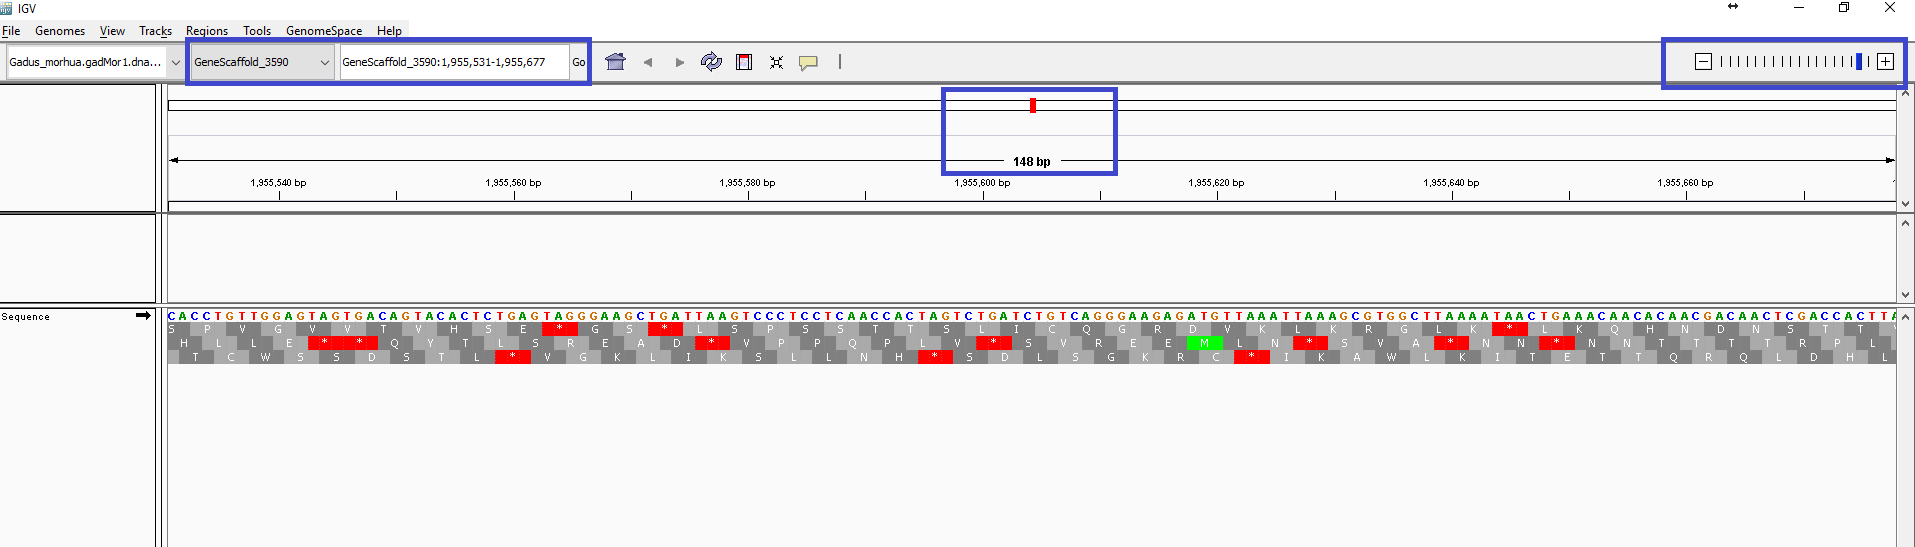 IGV
File Genomes View Tracks Regions Tools GenomeSpace Help
Gadus_morhua.gadMor1.dna... GeneScaffold_3590 GeneScaffold_3590:1,955,531-1,955,677 Go
148 bp
1,955,540 bp 1,955,560 bp 1,955,580 bp 1,955,600 bp 1,955,620 bp 1,955,640 bp 1,955,660 bp
Sequence
CACCTGTTGGAGTAGTGACAGTACACTCTGAGTAGGGAAGCTGATTAAGTCCCTCCTCAACCACTAGTCTGATCTGTCAGGGAAGAGATGTTAAATTAAAGCGTGGCTTAAAATAACTGAAACAACACAACGACAACTCGACCACTTA
S P V G V V T V H S E * G S * L S P S S T T S L I C Q G R D V K L K R G L K * L K Q H N D N S T T
H L L E * * Q Y T L S R E A D * V P P Q P L V * S V R E E M L N * S V A * N N * N N T T T T R P L
T C W S S D S T L * V G K L I K S L L N H * S D L S G K R C * I K A W L K I T E T T Q R Q L D H L